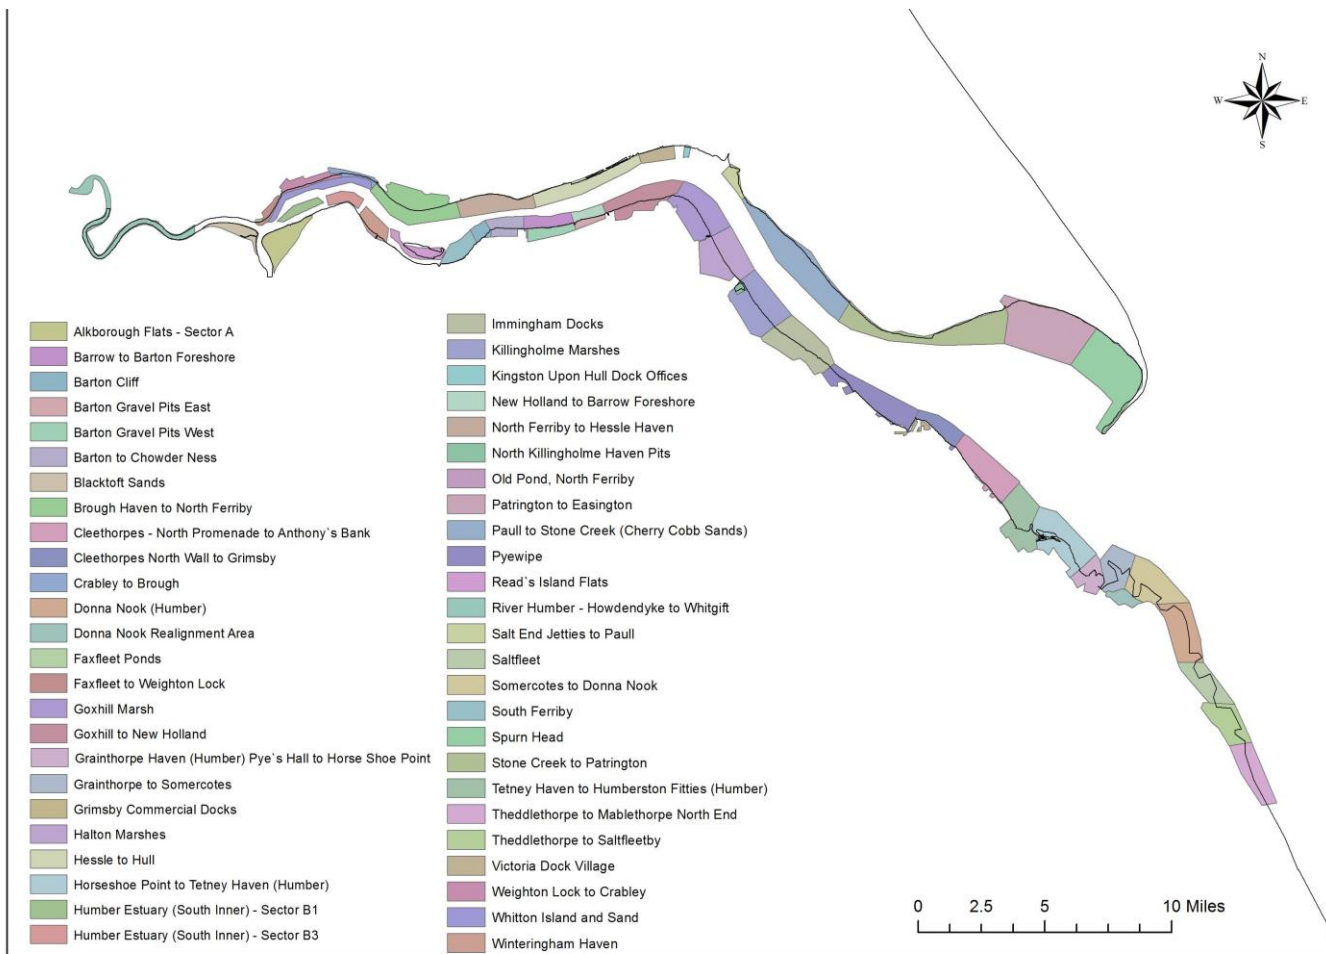 N
W
E
S
Alkborough Flats - Sector A
Barrow to Barton Foreshore
Barton Cliff
Barton Gravel Pits East
Barton Gravel Pits West
Barton to Chowder Ness
Blacktoft Sands
Brough Haven to North Ferriby
Cleethorpes - North Promenade to Anthony`s Bank
Cleethorpes North Wall to Grimsby
Crabley to Brough
Donna Nook (Humber)
Donna Nook Realignment Area
Faxfleet Ponds
Faxfleet to Weighton Lock
Goxhill Marsh
Goxhill to New Holland
Grainthorpe Haven (Humber) Pye`s Hall to Horse Shoe Point
Grainthorpe to Somercotes
Grimsby Commercial Docks
Halton Marshes
Hessle to Hull
Horseshoe Point to Tetney Haven (Humber)
Humber Estuary (South Inner) - Sector B1
Humber Estuary (South Inner) - Sector B3
Immingham Docks
Killingholme Marshes
Kingston Upon Hull Dock Offices
New Holland to Barrow Foreshore
North Ferriby to Hessle Haven
North Killingholme Haven Pits
Old Pond, North Ferriby
Patrington to Easington
Paull to Stone Creek (Cherry Cobb Sands)
Pyewipe
Read`s Island Flats
River Humber - Howdendyke to Whitgift
Salt End Jetties to Paull
Saltfleet
Somercotes to Donna Nook
South Ferriby
Spurn Head
Stone Creek to Patrington
Tetney Haven to Humberston Fitties (Humber)
Theddlethorpe to Mablethorpe North End
Theddlethorpe to Saltfleetby
Victoria Dock Village
Weighton Lock to Crabley
Whitton Island and Sand
Winteringham Haven
0 2.5 5 10 Miles